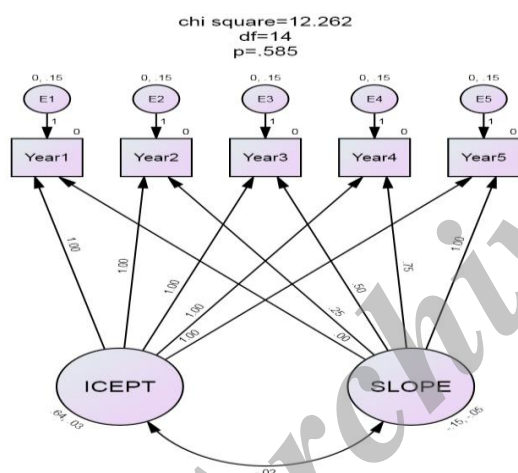 chi square=12.262
df=14
p=.585
0, .15 0, .15 0, .15 0, .15 0, .15
E1 E2 E3 E4 E5
1 1 1 1 1
0 0 0 0 0
Year1 Year2 Year3 Year4 Year5
1.00 1.00 1.00 1.00 1.00 .00 .25 .50 .75 1.00
ICEPT SLOPE
.64, .03 -.15, -.05
.02
Archiv